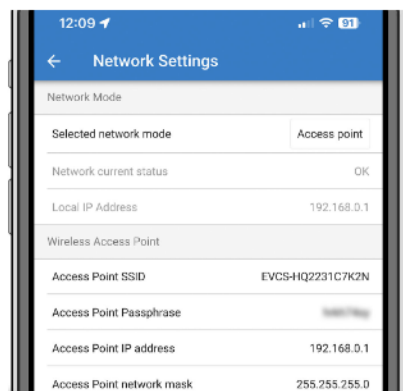 12:09 91
← Network Settings
Network Mode
Selected network mode Access point
Network current status OK
Local IP Address 192.168.0.1
Wireless Access Point
Access Point SSID EVCS-HQ2231C7K2N
Access Point Passphrase
Access Point IP address 192.168.0.1
Access Point network mask 255.255.255.0